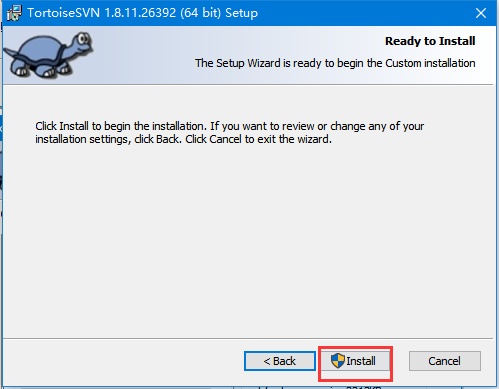 TortoiseSVN 1.8.11.26392 (64 bit) Setup
Ready to Install
The Setup Wizard is ready to begin the Custom installation
Click Install to begin the installation. If you want to review or change any of your
installation settings, click Back. Click Cancel to exit the wizard.
< Back Install Cancel